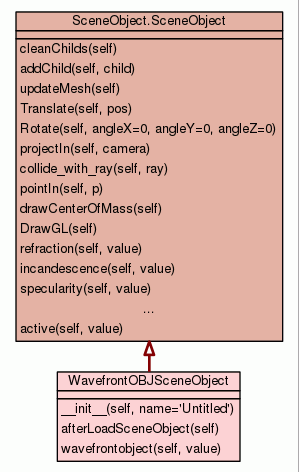 SceneObject.SceneObject
cleanChilds(self)
addChild(self, child)
updateMesh(self)
Translate(self, pos)
Rotate(self, angleX=0, angleY=0, angleZ=0)
projectIn(self, camera)
collide_with_ray(self, ray)
pointIn(self, p)
drawCenterOfMass(self)
DrawGL(self)
refraction(self, value)
incandescence(self, value)
specularity(self, value)
...
active(self, value)
WavefrontOBJSceneObject
__init__(self, name='Untitled')
afterLoadSceneObject(self)
wavefrontobject(self, value)